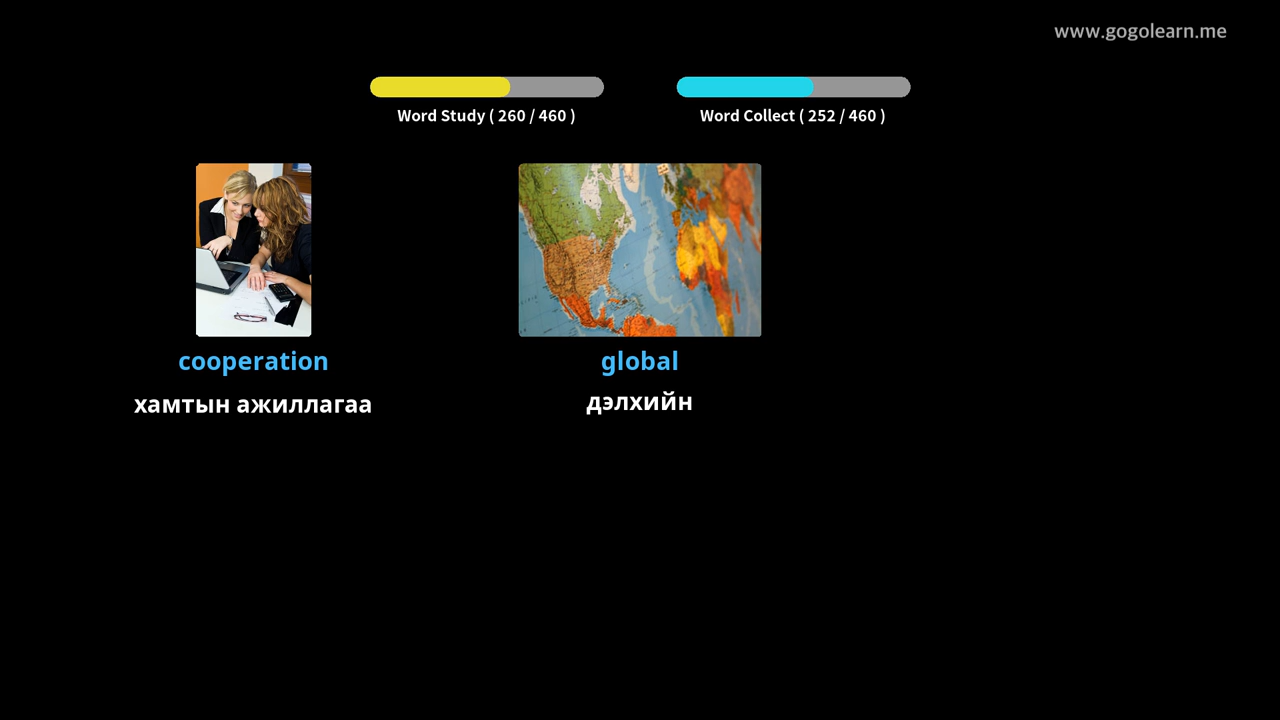 www.gogolearn.me
Word Study ( 260 / 460 )
Word Collect ( 252 / 460 )
cooperation
хамтын ажиллагаа
global
дэлхийн